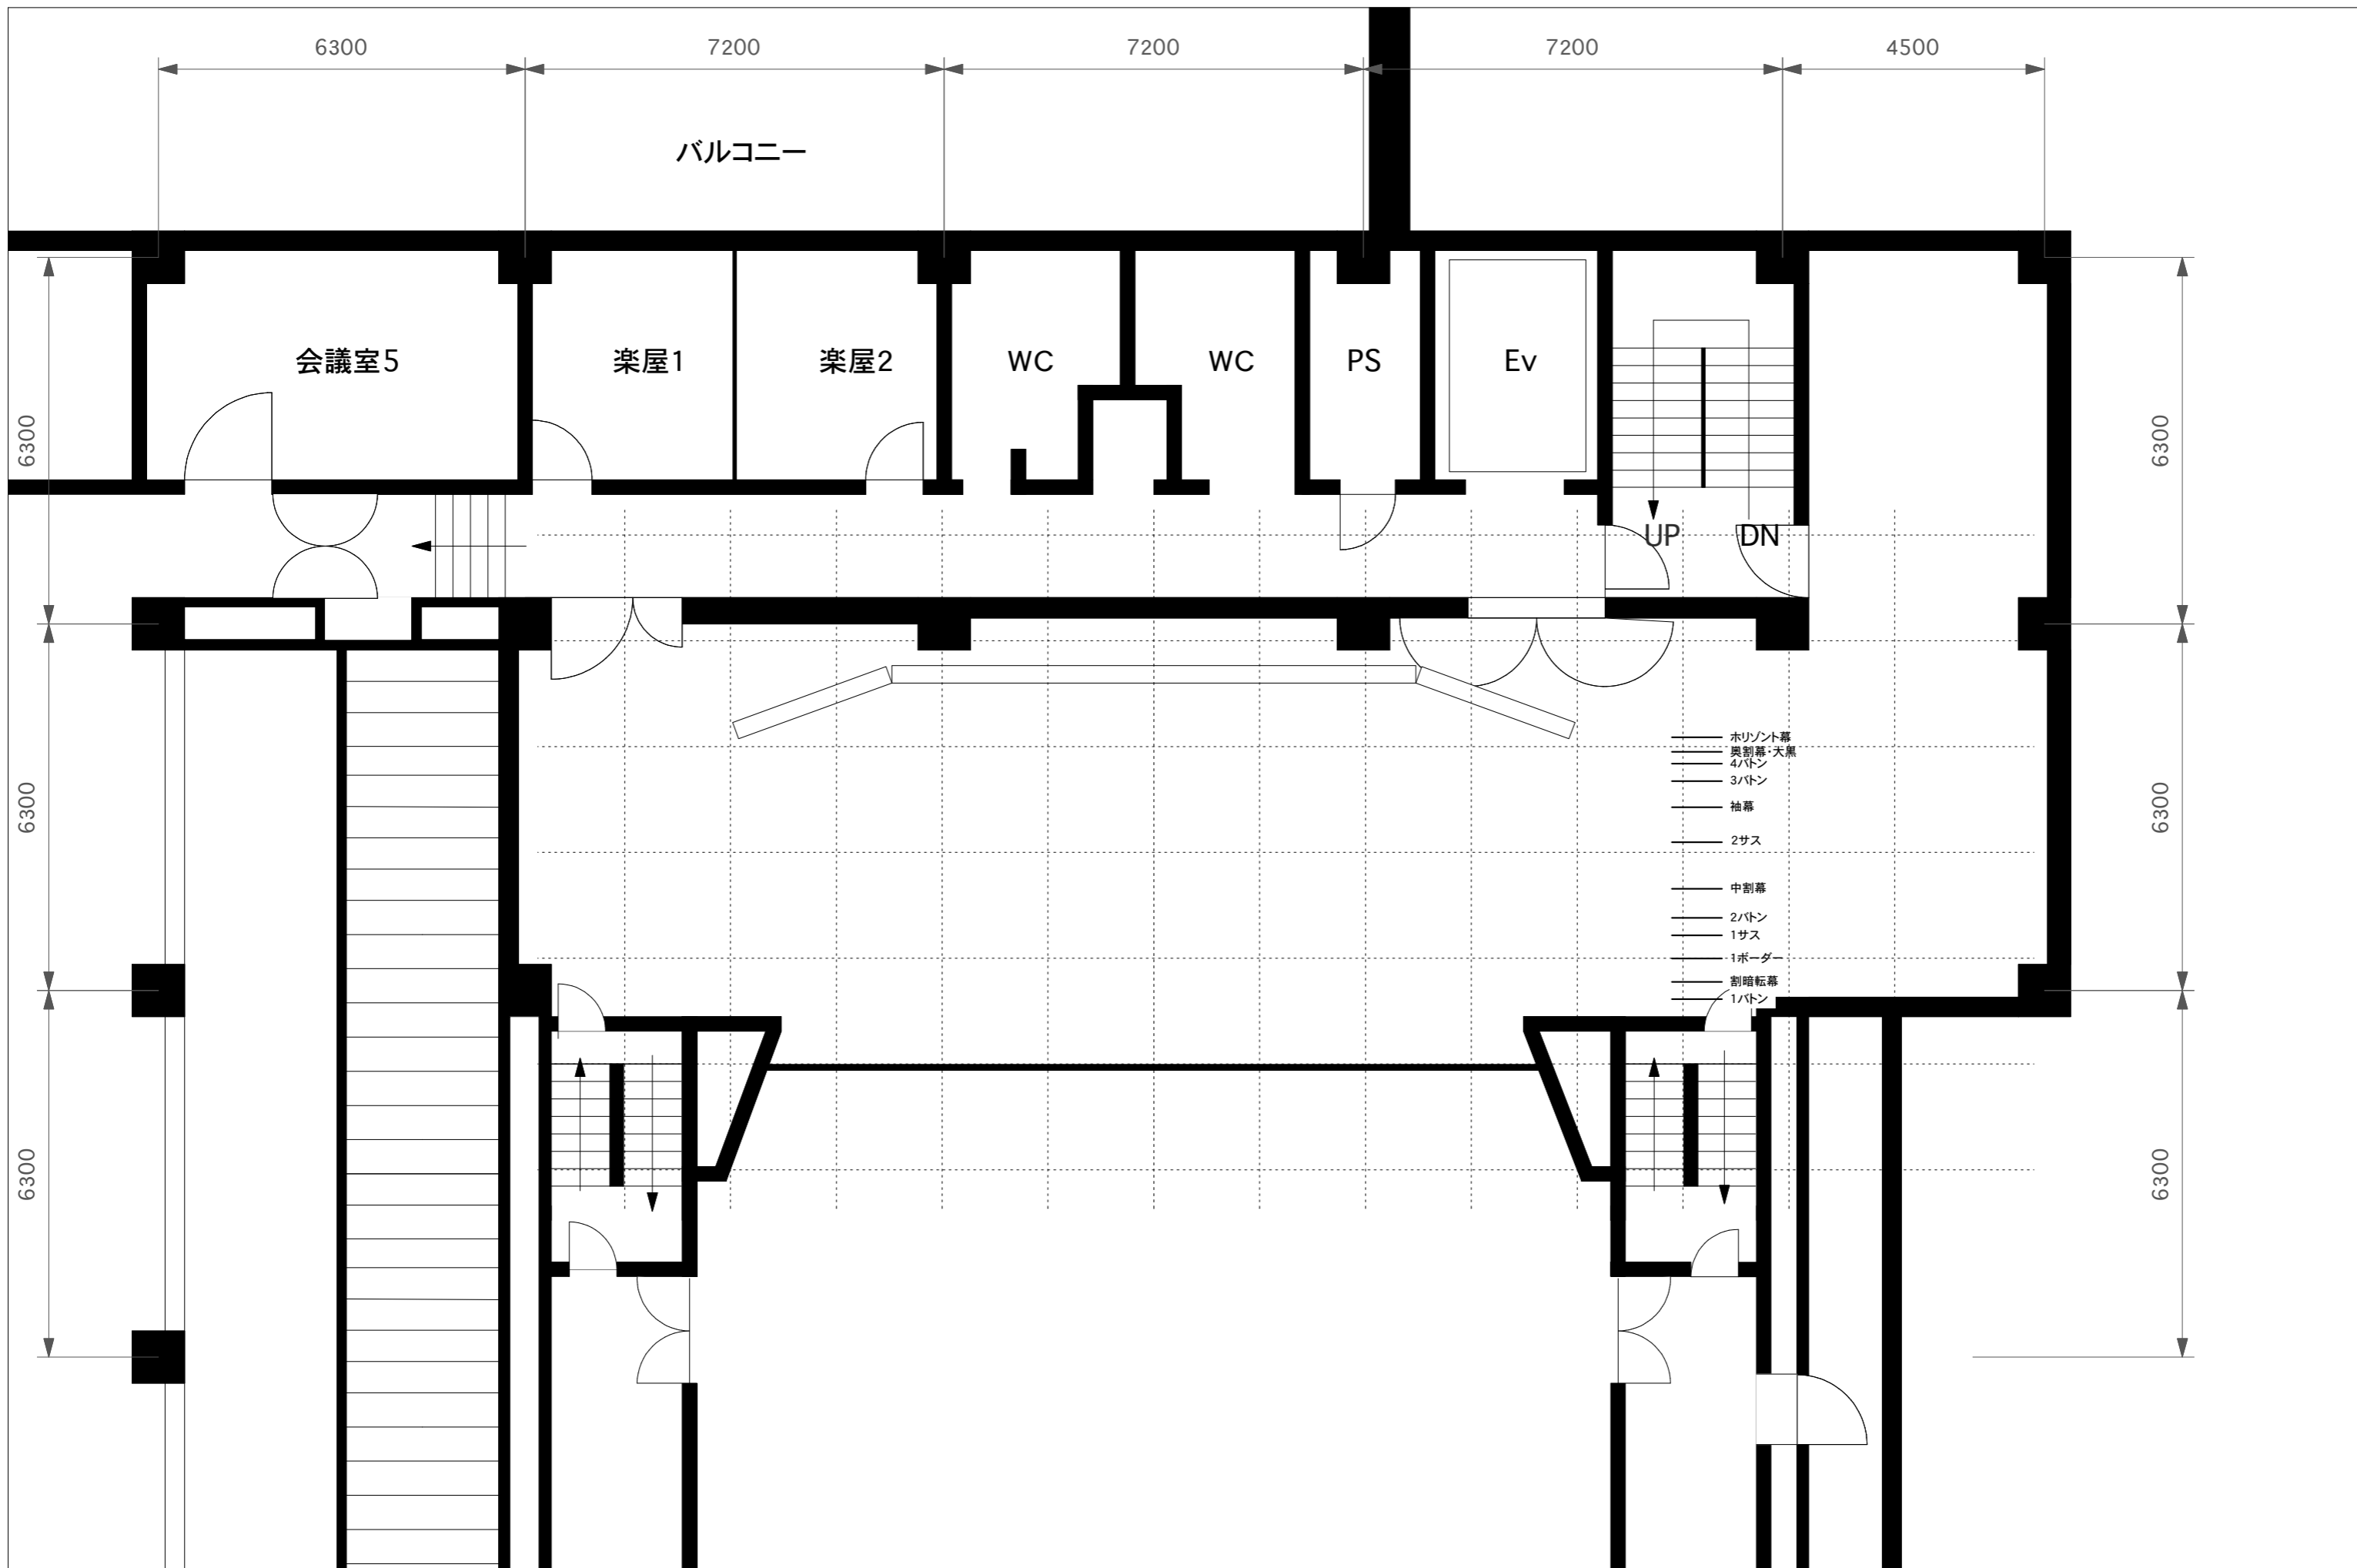 6300
7200
7200
7200
4500
バルコニー
会議室5
楽屋1
楽屋2
WC
WC
PS
Ev
6300
6300
UP
DN
ホリゾント幕
奥割幕・大黒
4バトン
3バトン
袖幕
2サス
中割幕
2バトン
1サス
1ボーダー
割暗転幕
1バトン
6300
6300
6300
6300